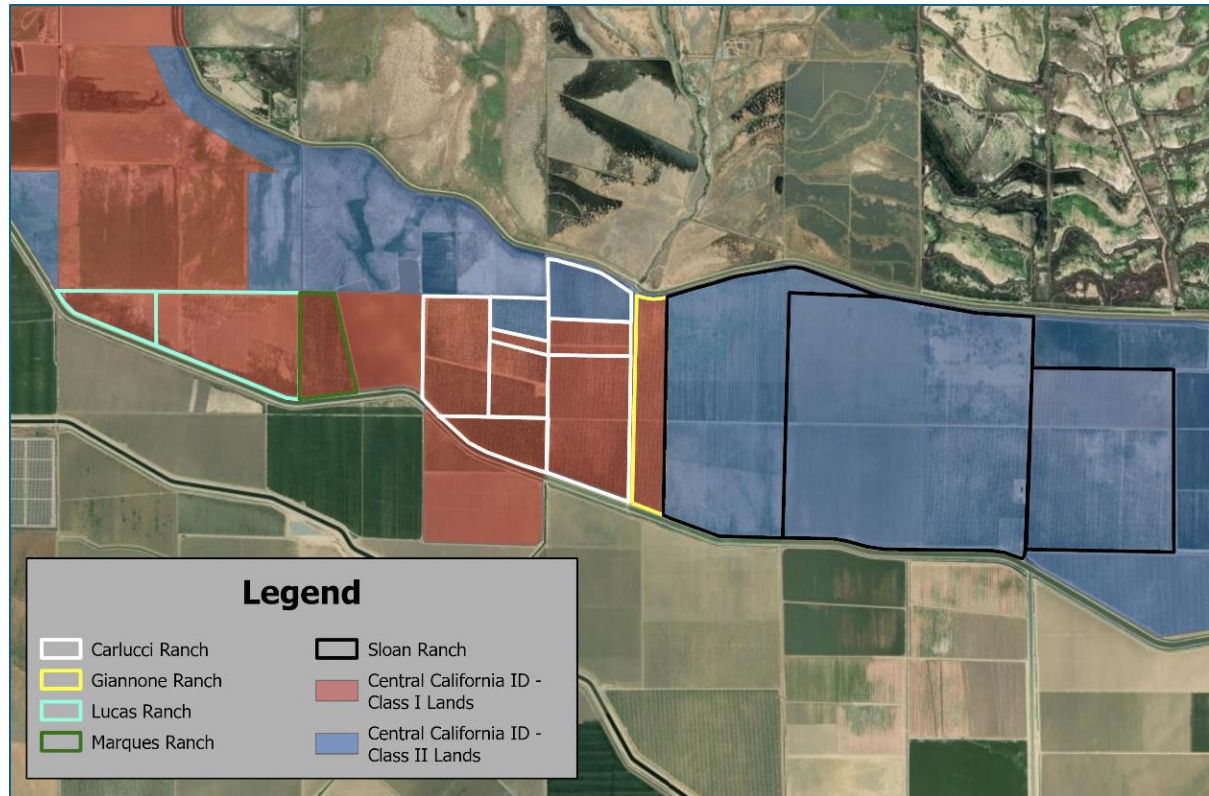 Legend
Carlucci Ranch
Giannone Ranch
Lucas Ranch
Marques Ranch
Sloan Ranch
Central California ID -
Class I Lands
Central California ID -
Class II Lands